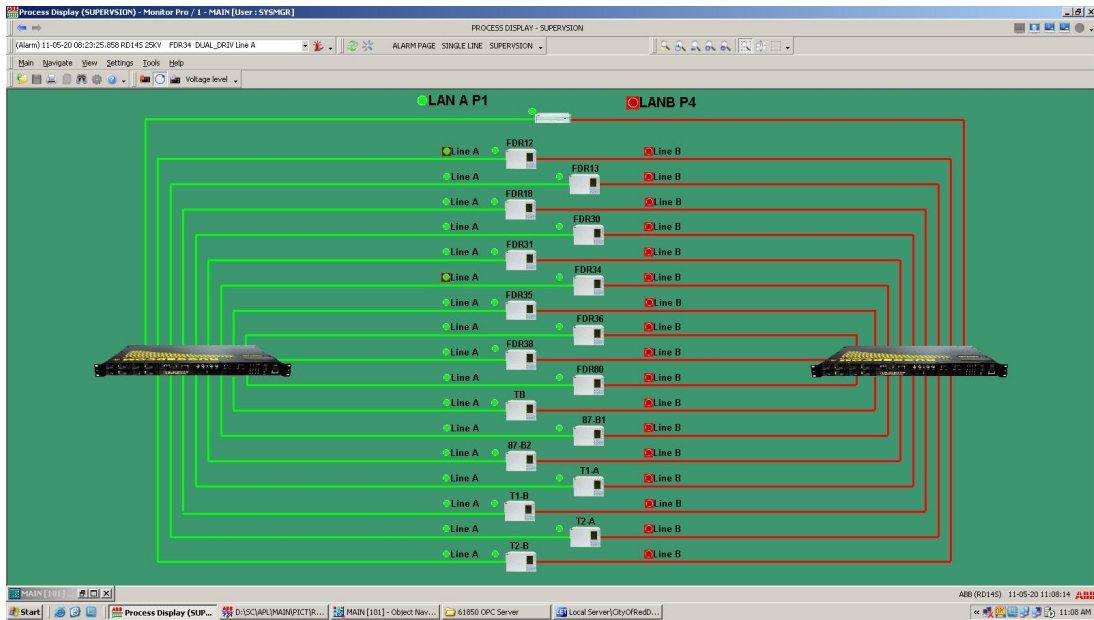 Process Display (SUPERVSION) - Monitor Pro / 1 - MAIN [User : SYSMGR]
PROCESS DISPLAY - SUPERVSION
(Alarm) 11-05-20 08:23:25.858 RD145 25KV FDR34 DUAL_DRIV Line A
ALARM PAGE SINGLE LINE SUPERVSION
Main Navigate View Settings Tools Help
Voltage level
LAN A P1 LANB P4
FDR12
Line A Line B
FDR13
Line A Line B
FDR18
Line A Line B
FDR30
Line A Line B
FDR31
Line A Line B
FDR34
Line A Line B
FDR35
Line A Line B
FDR36
Line A Line B
FDR38
Line A Line B
FDR80
Line A Line B
TB
Line A Line B
87-B1
Line A Line B
87-B2
Line A Line B
T1-A
Line A Line B
T1-B
Line A Line B
T2-A
Line A Line B
T2-B
Line A Line B
MAIN [101] ...
ABB (RD145) 11-05-20 11:08:14 ABB
Start Process Display (SUP... D:\SC\APL\MAIN\PICT\R... MAIN [101] - Object Nav... 61850 OPC Server Local Server\CityOfRedD... 11:08 AM